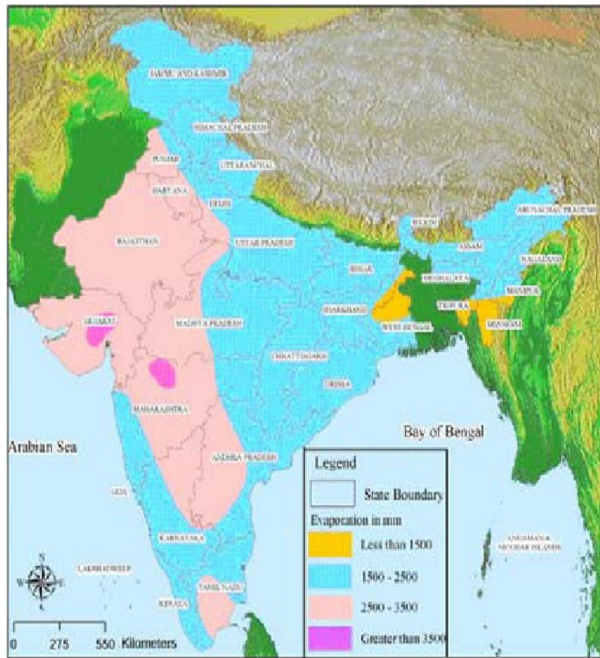 JAMMU AND KASHMIR
HIMACHAL PRADESH
PUNJAB
UTTARANCHAL
HARYANA
DELHI
ARUNACHAL PRADESH
RAJASTHAN
UTTAR PRADESH
SIKKIM
ASSAM
NAGALAND
BIHAR
MEGHALAYA
MANIPUR
GUJARAT
MADHYA PRADESH
JHARKHAND
TRIPURA
WEST BENGAL
MIZORAM
CHHATTISGARH
ORISSA
MAHARASHTRA
Arabian Sea
Bay of Bengal
ANDHRA PRADESH
GOA
KARNATAKA
LAKSHADWEEP
TAMIL NADU
KERALA
ANDAMAN &
NICOBAR ISLANDS
N
W
E
S
0 275 550 Kilometers
Legend
State Boundary
Evaporation in mm
Less than 1500
1500 - 2500
2500 - 3500
Greater than 3500